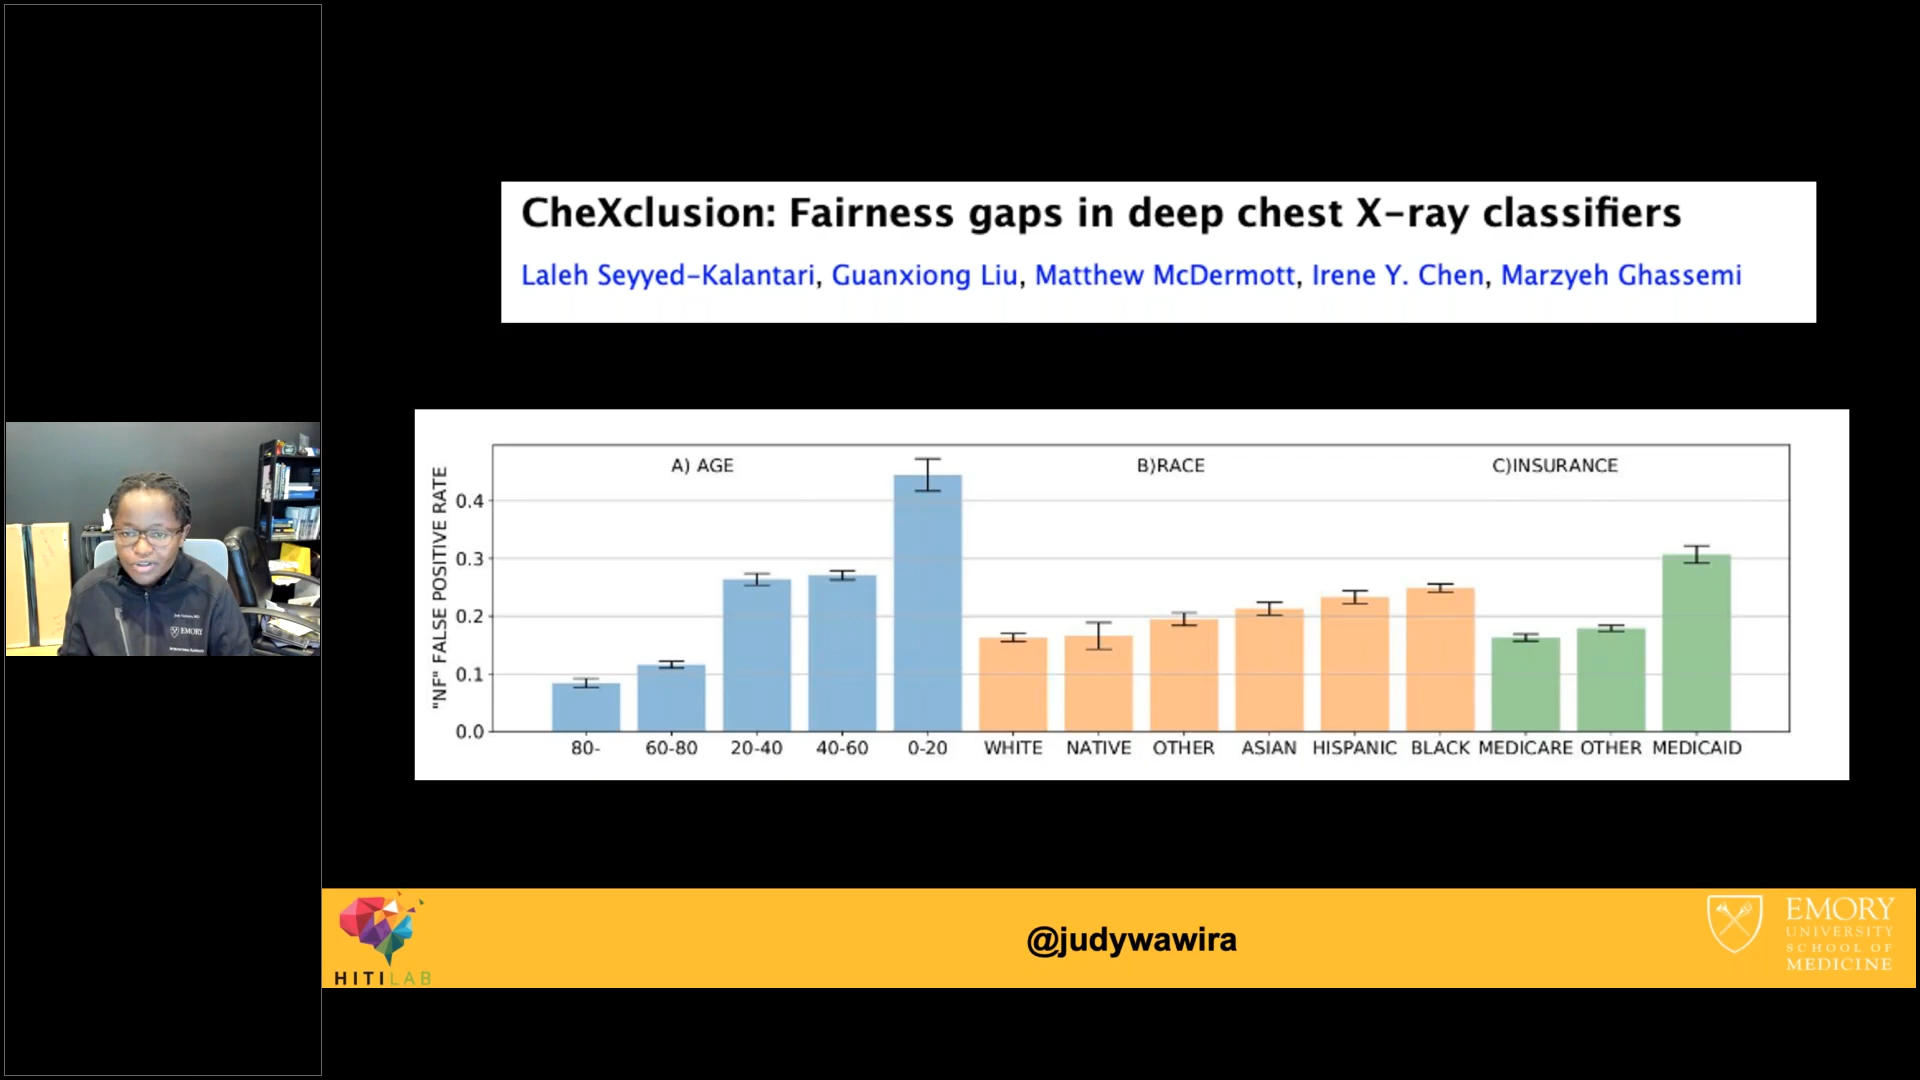 CheXclusion: Fairness gaps in deep chest X-ray classifiers
Laleh Seyyed-Kalantari, Guanxiong Liu, Matthew McDermott, Irene Y. Chen, Marzyeh Ghassemi
A) AGE
B)RACE
C)INSURANCE
"NF" FALSE POSITIVE RATE
0.4
0.3
0.2
0.1
0.0
80- 60-80 20-40 40-60 0-20 WHITE NATIVE OTHER ASIAN HISPANIC BLACK MEDICARE OTHER MEDICAID
EMORY
HITILAB
@judywawira
EMORY
UNIVERSITY
SCHOOL OF
MEDICINE